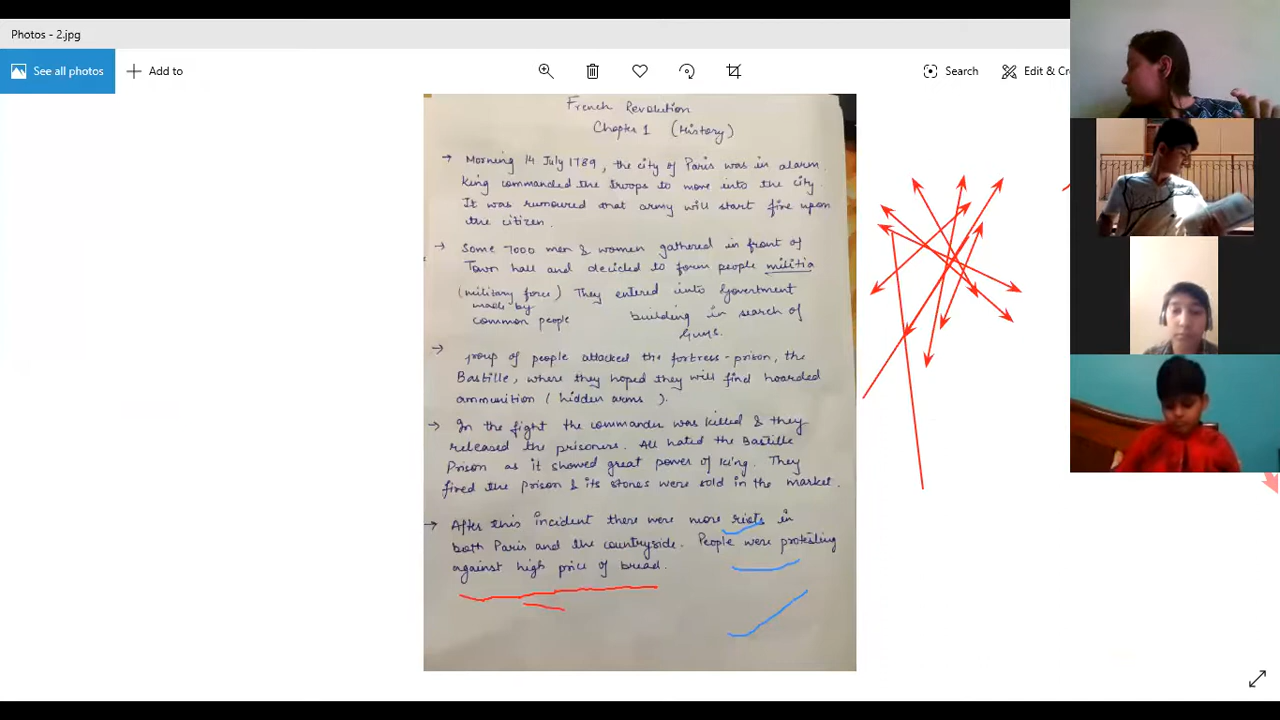 Photos - 2.jpg
See all photos
Add to
Search
Edit & Cr
French Revolution
Chapter 1 (History)
→ Morning 14 July 1789, the city of Paris was in alarm
King commanded the troops to move into the city.
It was rumoured that army will start fire upon
the citizen.
→ Some 7000 men & women gathered in front of
Town hall and decided to form people militia
(military force) They entered into Government
made by
common people building in search of
Guns.
→
group of people attacked the fortress-prison, the
Bastille, where they hoped they will find hoarded
ammunition (hidden arms ).
→ In the fight the commander was killed & they
released the prisoners. All hated the Bastille
Prison as it showed great power of King. They
fired the prison & its stones were sold in the market.
→ After this incident there were more riots in
both Paris and the countryside. People were protesting
against high price of bread.